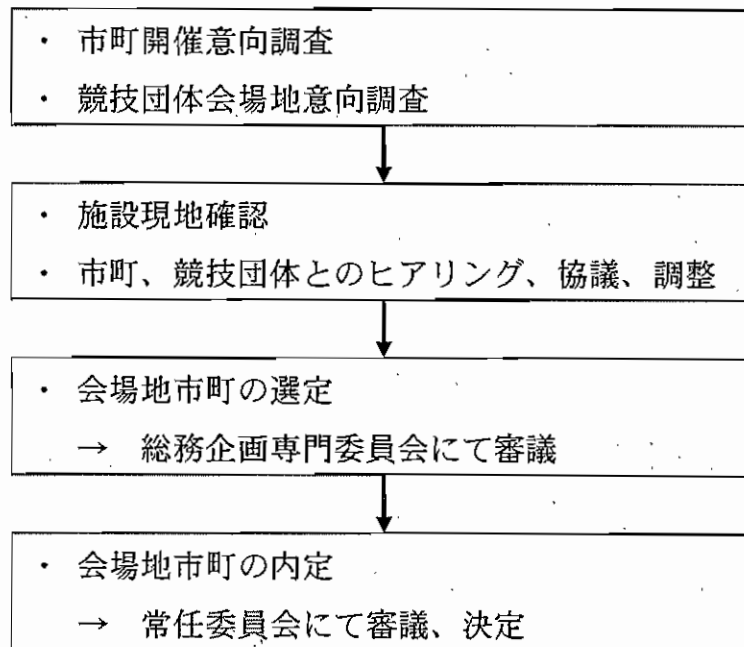 ・ 市町開催意向調査
・ 競技団体会場地意向調査
・ 施設現地確認
・ 市町、競技団体とのヒアリング、協議、調整
・ 会場地市町の選定
→ 総務企画専門委員会にて審議
・ 会場地市町の内定
→ 常任委員会にて審議、決定